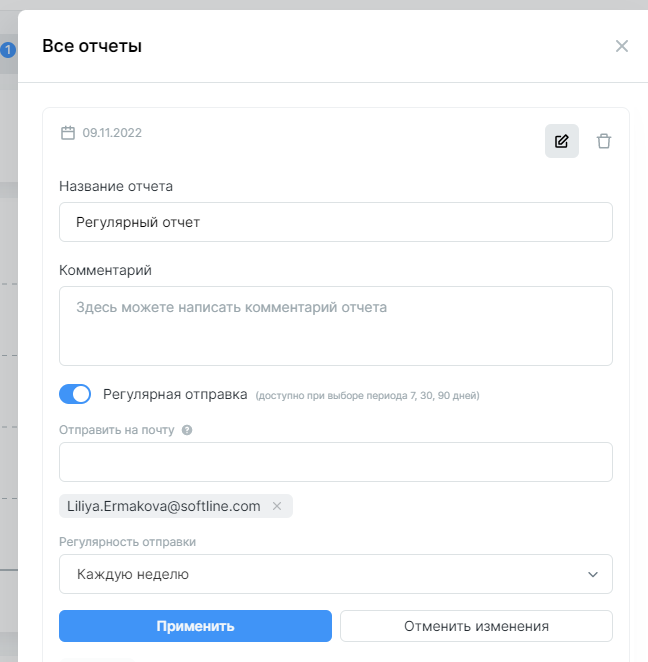 1
Все отчеты
09.11.2022
Название отчета
Регулярный отчет
Комментарий
Здесь можете написать комментарий отчета
Регулярная отправка (доступно при выборе периода 7, 30, 90 дней)
Отправить на почту ?
Liliya.Ermakova@softline.com
Регулярность отправки
Каждую неделю
Применить Отменить изменения